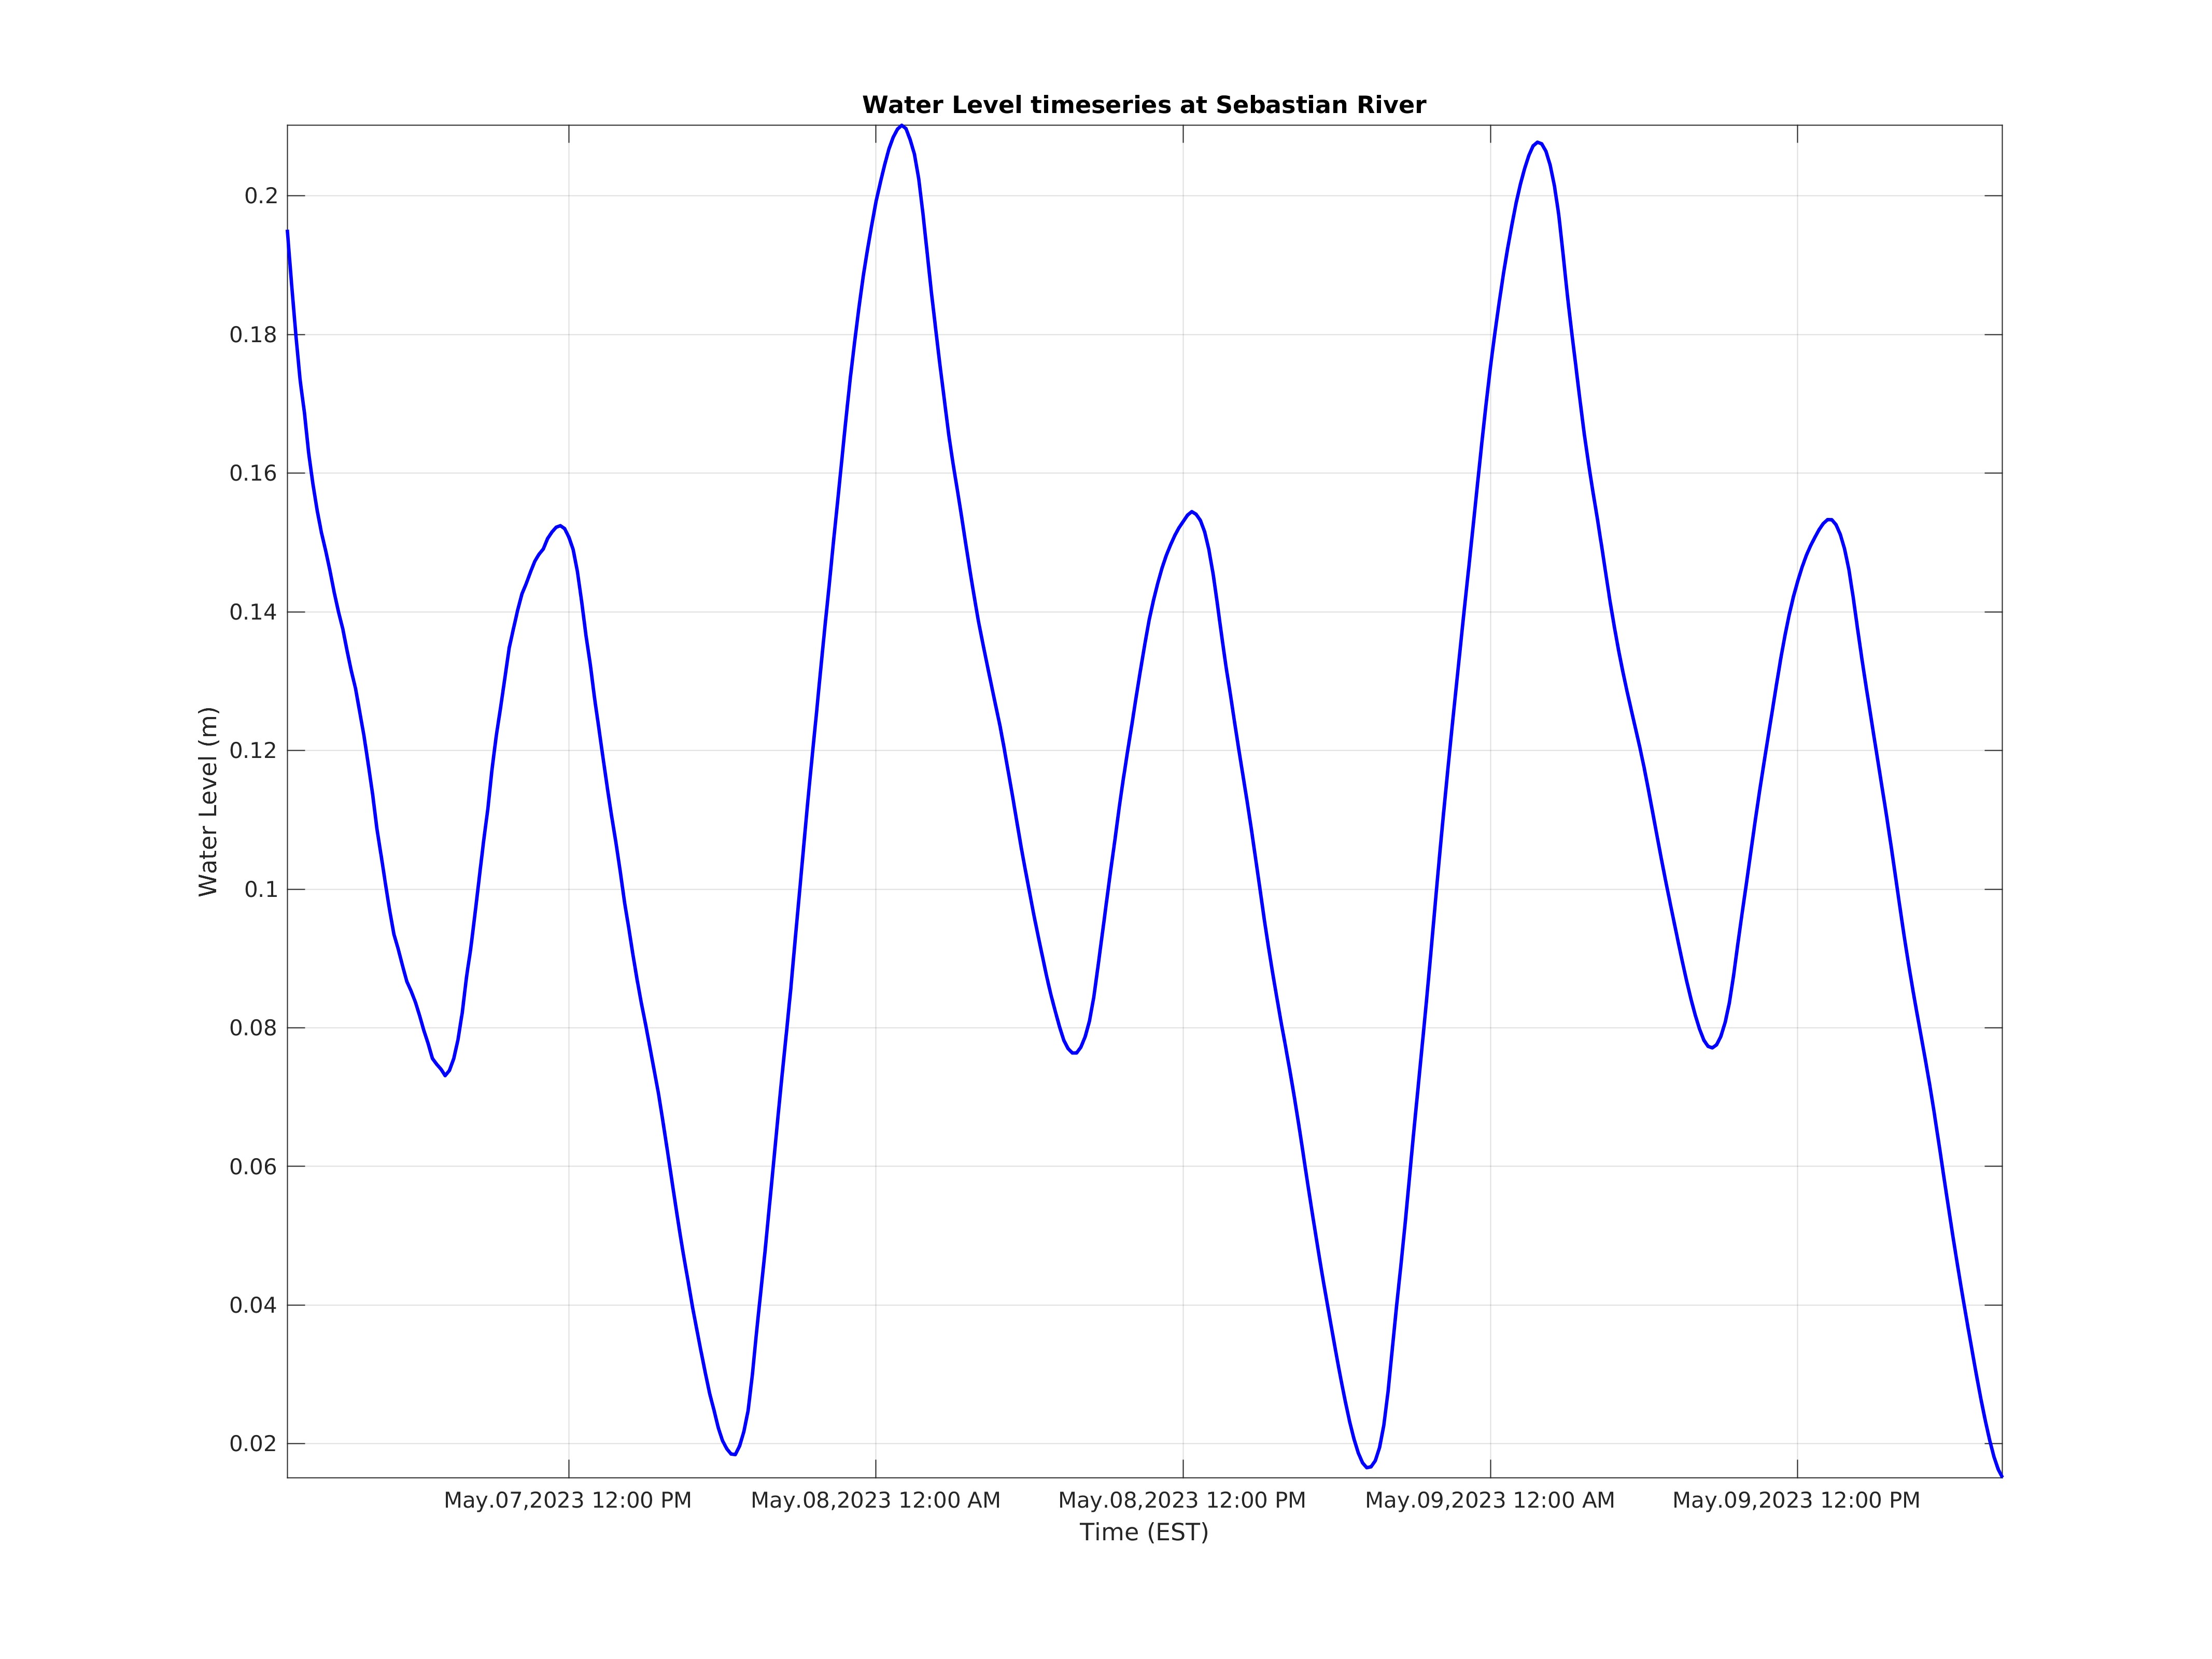 Water Level timeseries at Sebastian River
Water Level (m)
0.2
0.18
0.16
0.14
0.12
0.1
0.08
0.06
0.04
0.02
May.07,2023 12:00 PM
May.08,2023 12:00 AM
May.08,2023 12:00 PM
May.09,2023 12:00 AM
May.09,2023 12:00 PM
Time (EST)